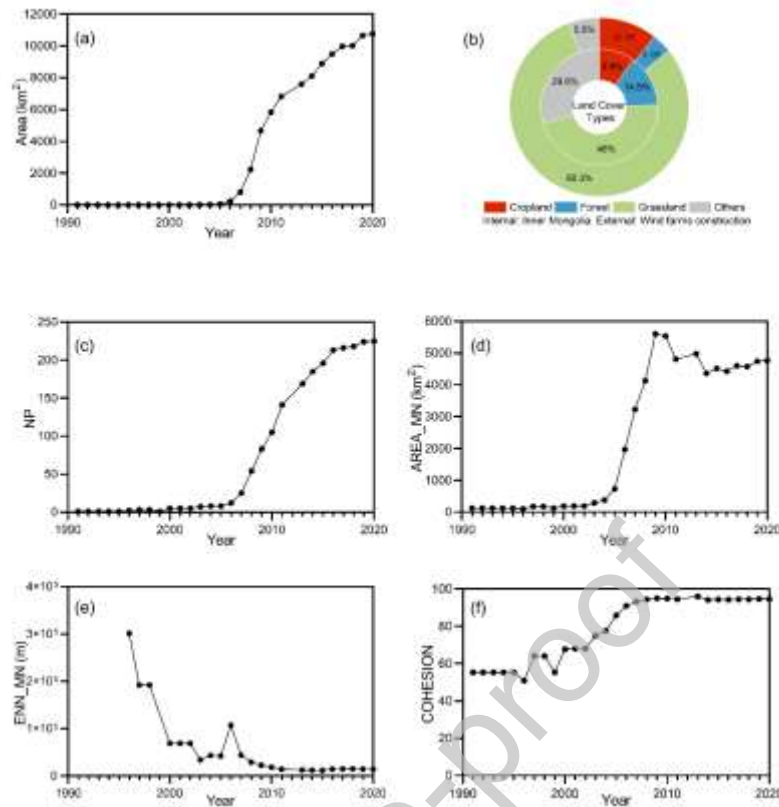 (a)
Area (km²)
12000
10000
8000
6000
4000
2000
0
1990
2000
2010
2020
Year
(b)
Land Cover
Types
29.6%
46%
Cropland
Forest
Grassland
Others
Internal: Inner Mongolia External: Wind farms construction
(c)
NP
250
200
150
100
50
0
1990
2000
2010
2020
Year
(d)
AREA_MN (km²)
6000
5000
4000
3000
2000
1000
0
1990
2000
2010
2020
Year
(e)
ENN_MN (m)
0
1990
2000
2010
2020
Year
(f)
COHESION
100
80
60
40
20
0
1990
2000
2010
2020
Year
-proof